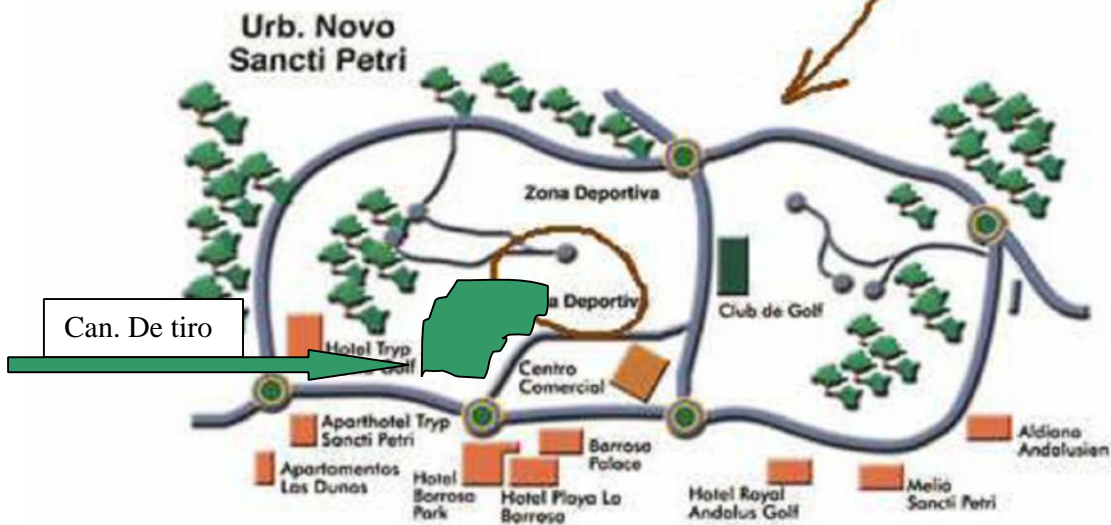 Urb. Novo
Sancti Petri
Zona Deportiva
Can. De tiro
a Deportiv
Club de Golf
Hotel Tryp
Golf
Centro
Comercial
Aparthotel Tryp
Sancti Petri
Apartamentos
Las Dunas
Hotel
Barrosa
Park
Hotel Playa La
Barrosa
Barrosa
Palace
Hotel Royal
Andalus Golf
Melia
Sancti Petri
Aldiana
Andalusien